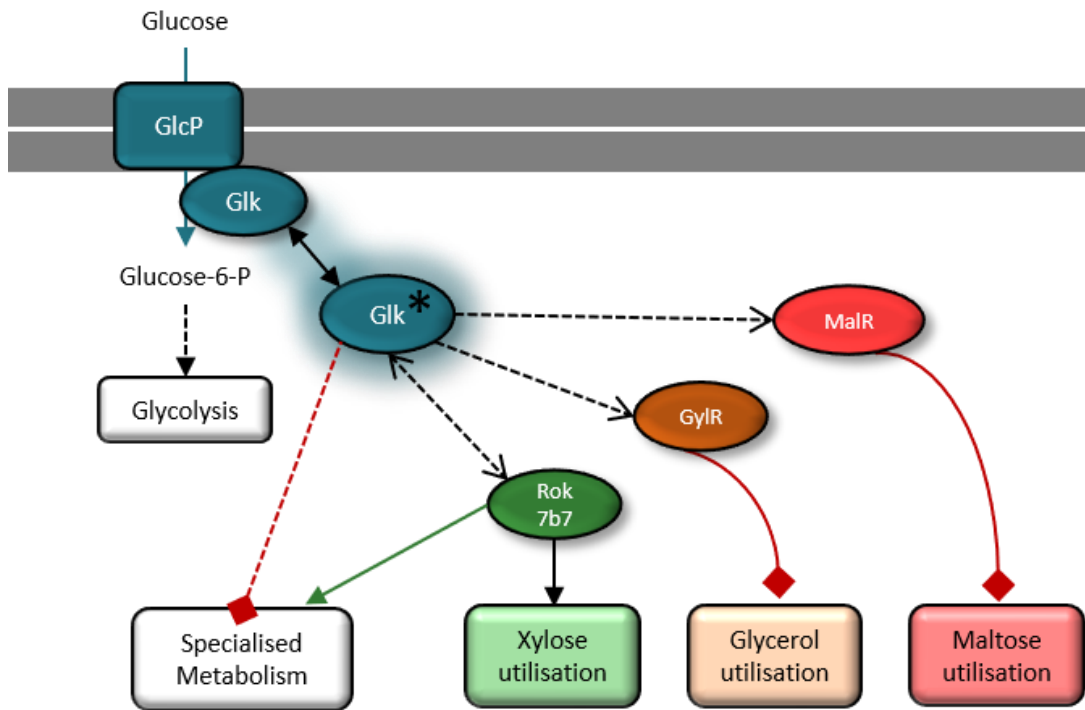 Glucose
GlcP
Glk
Glucose-6-P
Glk*
MalR
Glycolysis
GylR
Rok
7b7
Specialised
Metabolism
Xylose
utilisation
Glycerol
utilisation
Maltose
utilisation